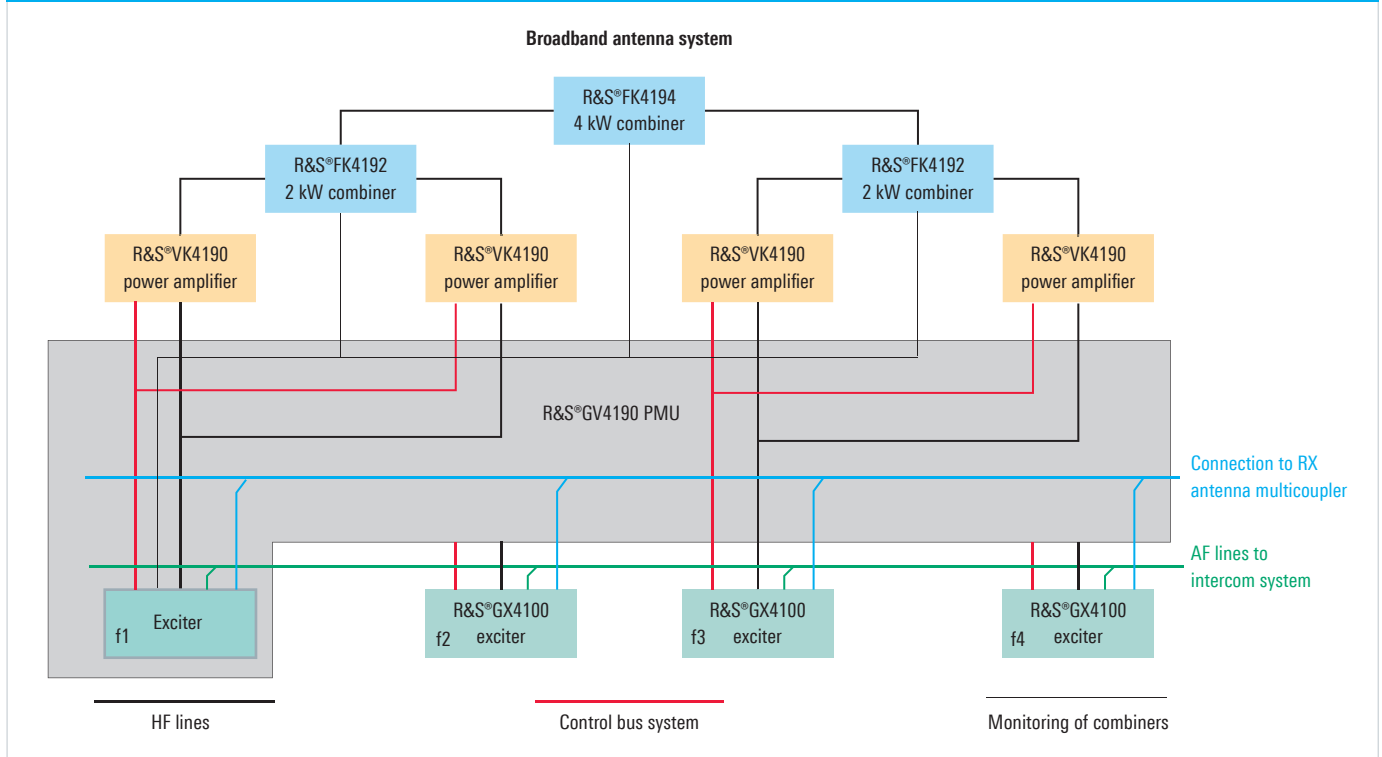 Broadband antenna system
R&S®FK4194
4 kW combiner
R&S®FK4192
2 kW combiner
R&S®FK4192
2 kW combiner
R&S®VK4190
power amplifier
R&S®VK4190
power amplifier
R&S®VK4190
power amplifier
R&S®VK4190
power amplifier
R&S®GV4190 PMU
Connection to RX
antenna multicoupler
AF lines to
intercom system
Exciter
f1
R&S®GX4100
exciter
f2
R&S®GX4100
exciter
f3
R&S®GX4100
exciter
f4
HF lines
Control bus system
Monitoring of combiners